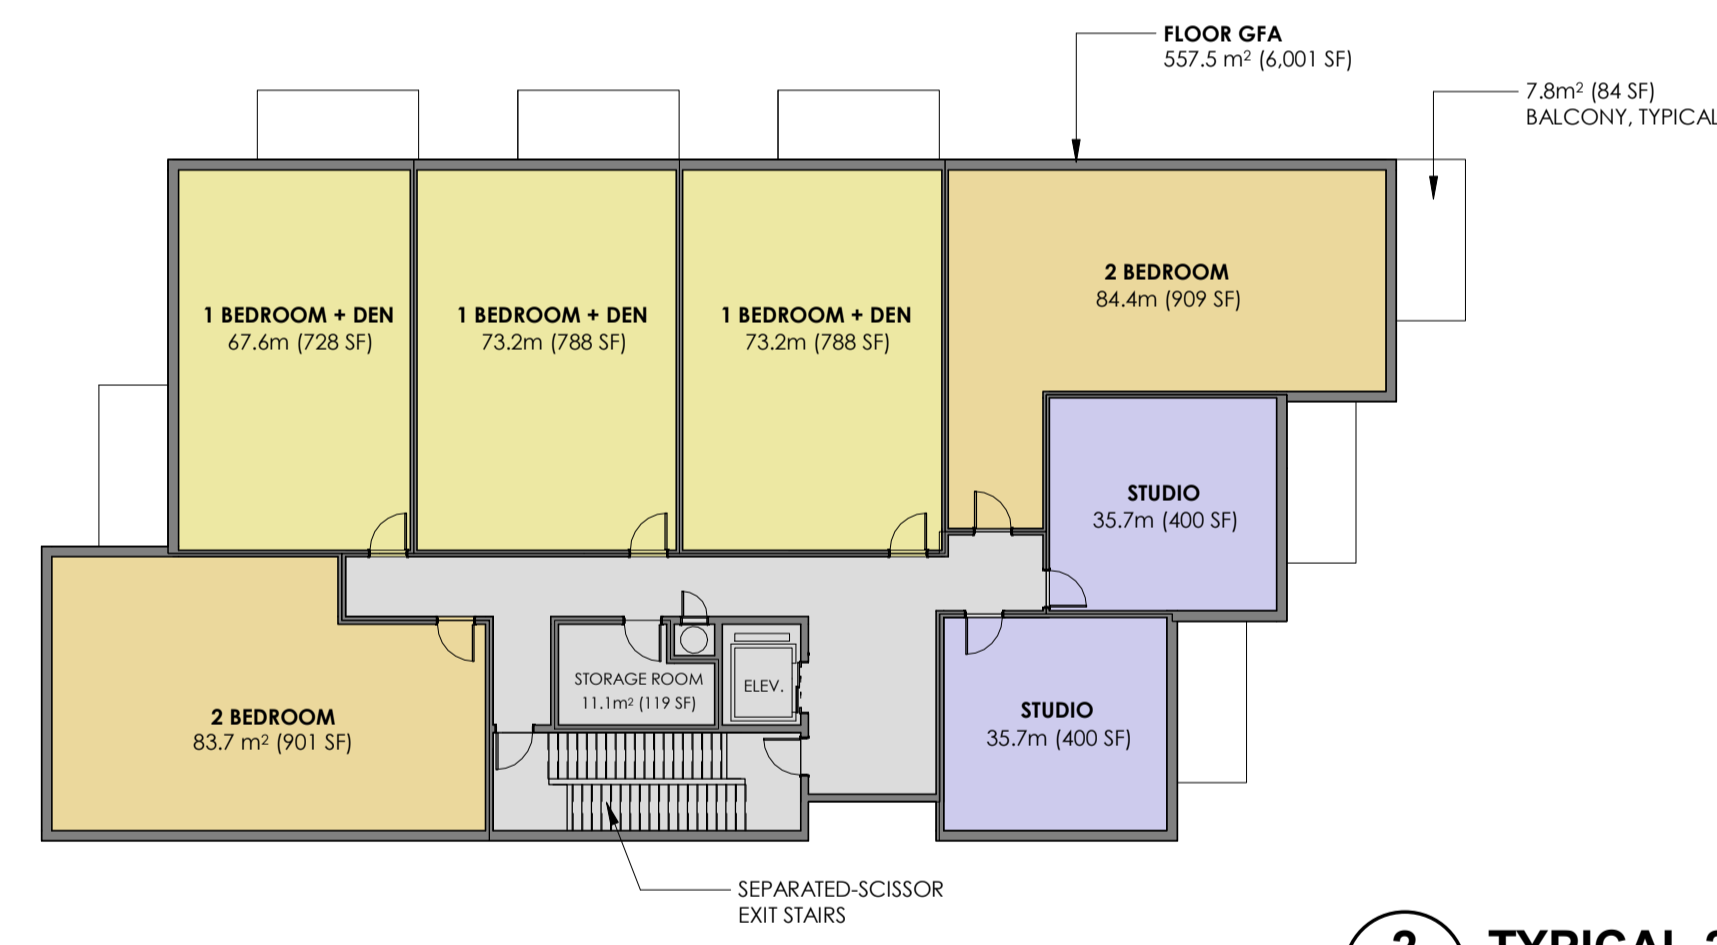 FLOOR GFA
557.5 m² (6,001 SF)
7.8m² (84 SF)
BALCONY, TYPICAL
2 BEDROOM
84.4m (909 SF)
1 BEDROOM + DEN
67.6m (728 SF)
1 BEDROOM + DEN
73.2m (788 SF)
1 BEDROOM + DEN
73.2m (788 SF)
STUDIO
35.7m (400 SF)
STORAGE ROOM
11.1m² (119 SF)
ELEV.
2 BEDROOM
83.7 m² (901 SF)
STUDIO
35.7m (400 SF)
SEPARATED-SCISSOR
EXIT STAIRS
TYPICAL